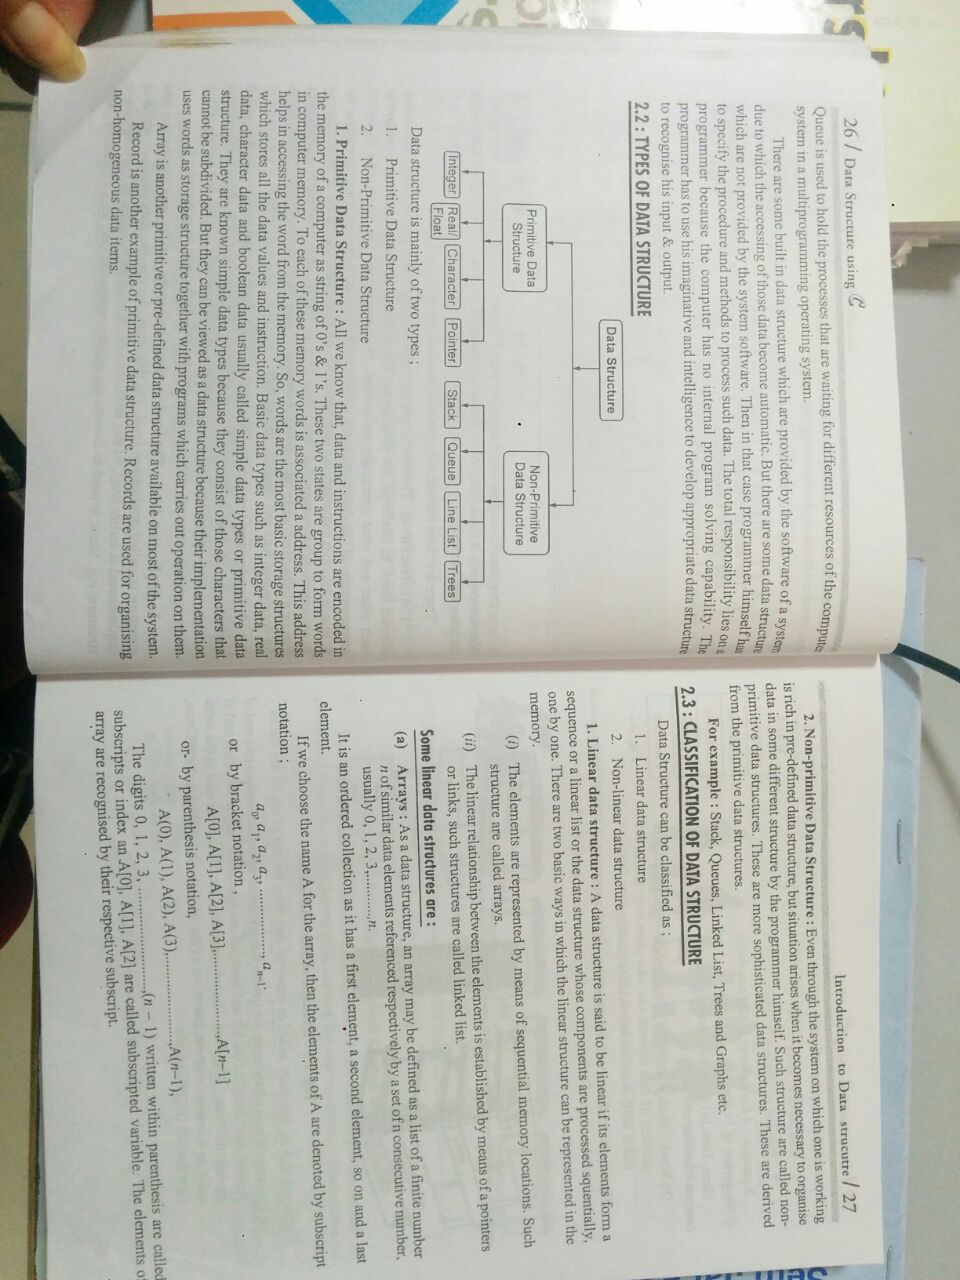 26 / Data Structure using C
Queue is used to hold the processes that are waiting for different resources of the computer
system in a multiprogramming operating system.
There are some built in data structure which are provided by the software of a system
due to which the accessing of those data become automatic. But there are some data structure
which are not provided by the system software. Then in that case programmer himself has
to specify the procedure and methods to process such data. The total responsibility lies on a
programmer because the computer has no internal program solving capability. The
programmer has to use his imaginative and intelligence to develop appropriate data structure
to recognise his input & output.
2.2 : TYPES OF DATA STRUCTURE
Data Structure
Primitive Data
Structure
Non-Primitive
Data Structure
Integer
Real/
Float
Character
Pointer
Stack
Queue
Line List
Trees
Data structure is mainly of two types ;
1. Primitive Data Structure
2. Non-Primitive Data Structure
1. Primitive Data Structure : All we know that, data and instructions are encoded in
the memory of a computer as string of 0's & 1's. These two states are group to form words
in computer memory. To each of these memory words is associated a address. This address
helps in accessing the word from the memory. So, words are the most basic storage structures
which stores all the data values and instruction. Basic data types such as integer data, real
data, character data and boolean data usually called simple data types or primitive data
structure. They are known simple data types because they consist of those characters that
cannot be subdivided. But they can be viewed as a data structure because their implementation
uses words as storage structure together with programs which carries out operation on them.
Array is another primitive or pre-defined data structure available on most of the system.
Record is another example of primitive data structure. Records are used for organising
non-homogeneous data items.
Introduction to Data strucutre / 27
2. Non-primitive Data Structure : Even through the system on which one is working
is rich in pre-defined data structure, but situation arises when it becomes necessary to organise
data in some different structure by the programmer himself. Such structure are called non-
primitive data structures. These are more sophisticated data structures. These are derived
from the primitive data structures.
For example : Stack, Queues, Linked List, Trees and Graphs etc.
2.3 : CLASSIFICATION OF DATA STRUCTURE
Data Structure can be classified as ;
1. Linear data structure
2. Non-linear data structure
1. Linear data structure : A data structure is said to be linear if its elements form a
sequence or a linear list or the data structure whose components are processed squentially,
one by one. There are two basic ways in which the linear structure can be represented in the
memory.
(i) The elements are represented by means of sequential memory locations. Such
structure are called arrays.
(ii) The linear relationship between the elements is established by means of a pointers
or links, such structures are called linked list.
Some linear data structures are :
(a) Arrays : As a data structure, an array may be defined as a list of a finite number
n of similar data elements referenced respectively by a set of n consecutive number,
usually 0, 1, 2, 3,...........,n.
It is an ordered collection as it has a first element, a second element, so on and a last
element.
If we choose the name A for the array, then the elements of A are denoted by subscript
notation ;
a₀, a₁, a₂, a₃, .................., aₙ₋₁.
or by bracket notation ,
A[0], A[1], A[2], A[3],......................,A[n−1]
or by parenthesis notation,
A(0), A(1), A(2), A(3),......................,A(n−1),
The digits 0, 1, 2, 3, ..........................,(n − 1) written within parenthesis are called
subscripts or index an A[0], A[1], A[2] are called subscripted variable. The elements of
array are recognised by their respective subscript.